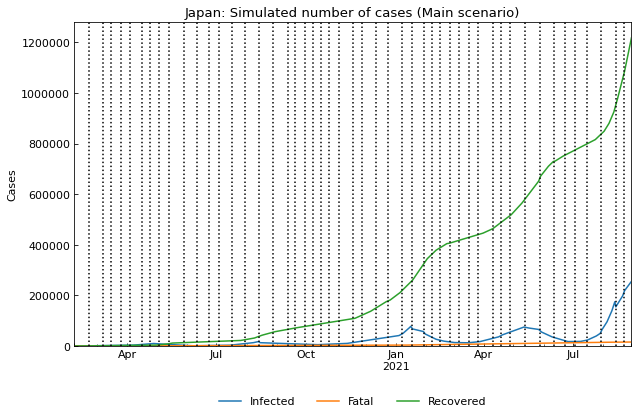 Japan: Simulated number of cases (Main scenario)
1200000
1000000
800000
600000
400000
200000
0
Cases
Apr Jul Oct Jan Apr Jul
2021
Infected Fatal Recovered